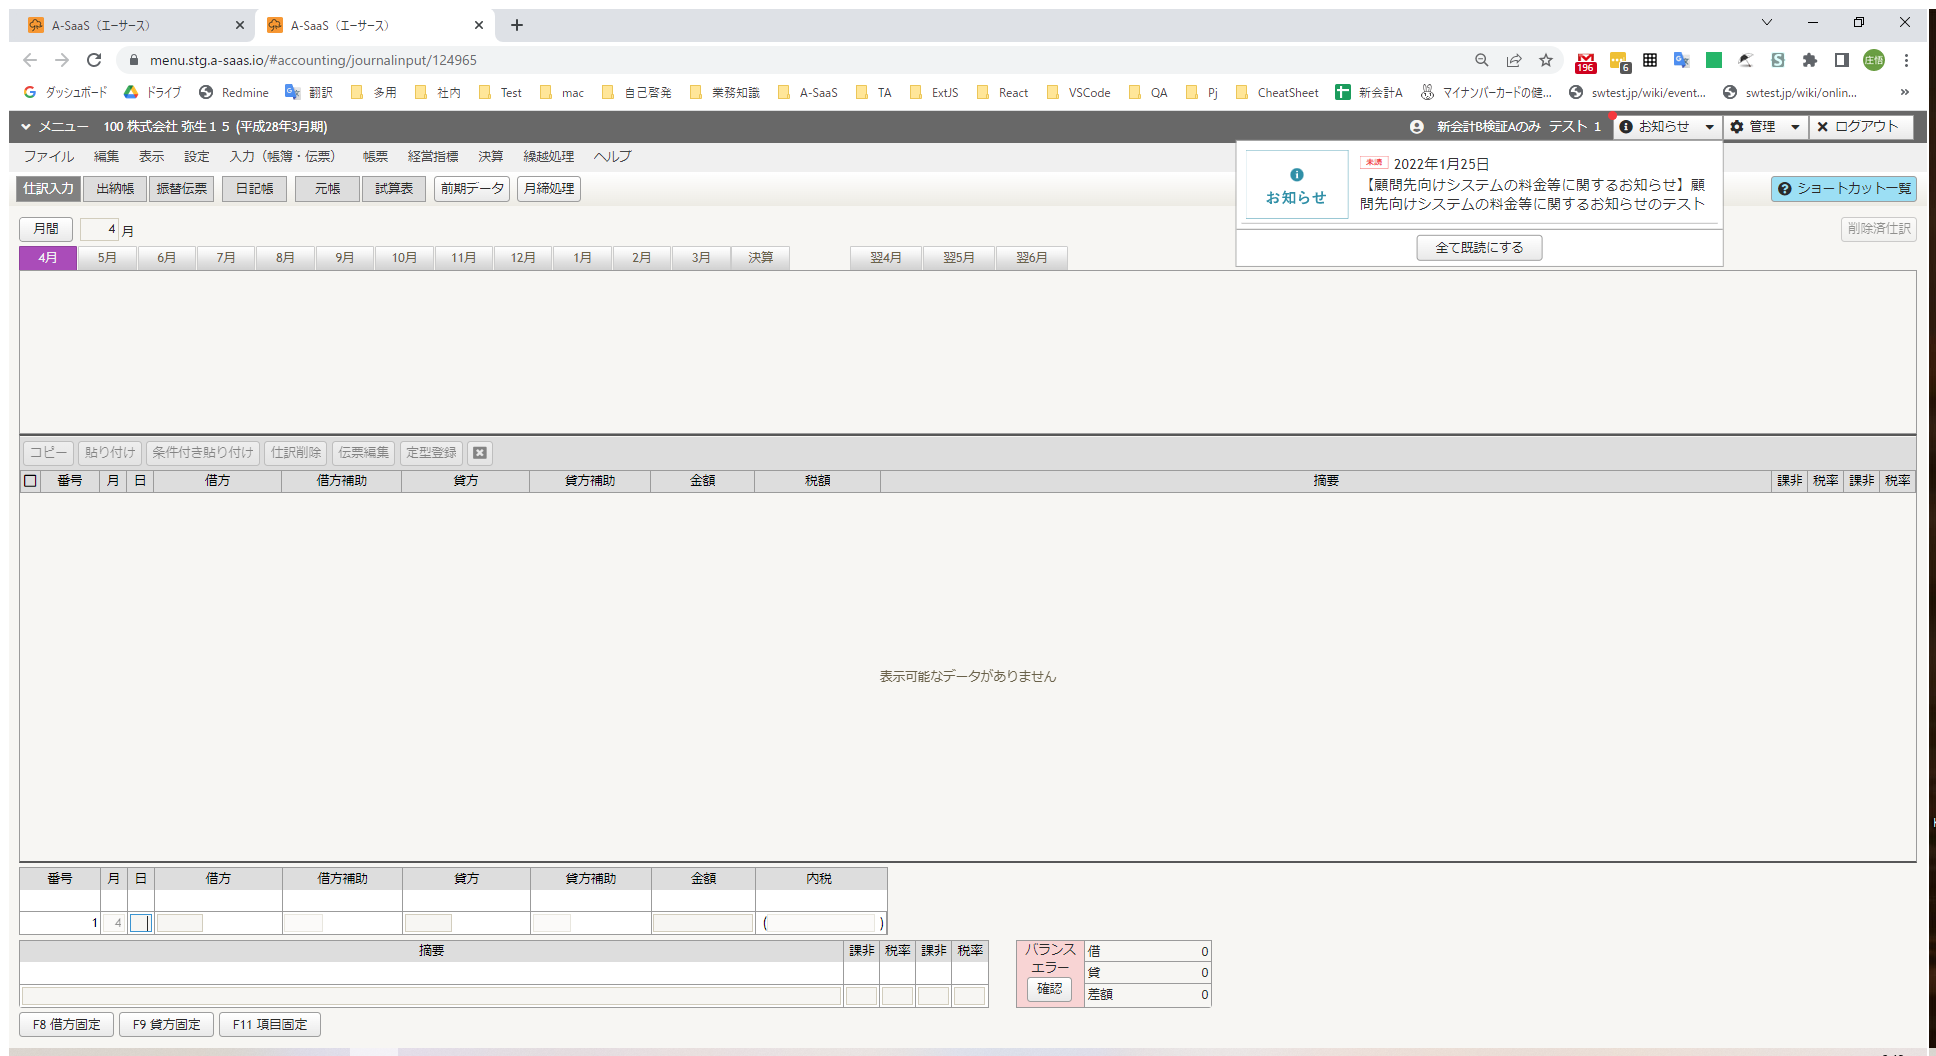 A-SaaS（エーサース）
A-SaaS（エーサース）
menu.stg.a-saas.io/#accounting/journalinput/124965
196
6
庄悟
ダッシュボード ドライブ Redmine 翻訳 多用 社内 Test mac 自己啓発 業務知識 A-SaaS TA ExtJS React VSCode QA Pj CheatSheet 新会計A マイナンバーカードの健... swtest.jp/wiki/event... swtest.jp/wiki/onlin... »
メニュー 100 株式会社 弥生１５ (平成28年3月期) 新会計B検証Aのみ テスト 1 お知らせ 管理 ログアウト
ファイル 編集 表示 設定 入力（帳簿・伝票） 帳票 経営指標 決算 繰越処理 ヘルプ
仕訳入力 出納帳 振替伝票 日記帳 元帳 試算表 前期データ 月締処理
お知らせ
未読 2022年1月25日
【顧問先向けシステムの料金等に関するお知らせ】顧
問先向けシステムの料金等に関するお知らせのテスト
全て既読にする
ショートカット一覧
月間 4 月 削除済仕訳
4月 5月 6月 7月 8月 9月 10月 11月 12月 1月 2月 3月 決算 翌4月 翌5月 翌6月
コピー 貼り付け 条件付き貼り付け 仕訳削除 伝票編集 定型登録
番号 月 日 借方 借方補助 貸方 貸方補助 金額 税額 摘要 課非 税率 課非 税率
表示可能なデータがありません
番号 月 日 借方 借方補助 貸方 貸方補助 金額 内税
1 4 ( )
摘要 課非 税率 課非 税率
バランス
エラー
確認
借 0
貸 0
差額 0
F8 借方固定 F9 貸方固定 F11 項目固定